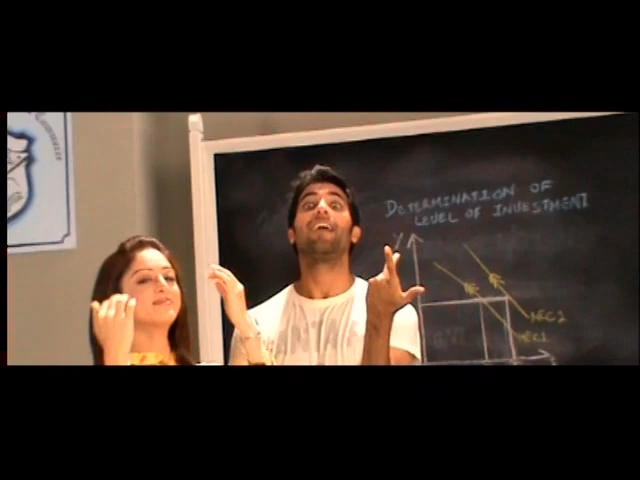 DETERMINATION OF
LEVEL OF INVESTMENT
Y
MEC2
MEC1